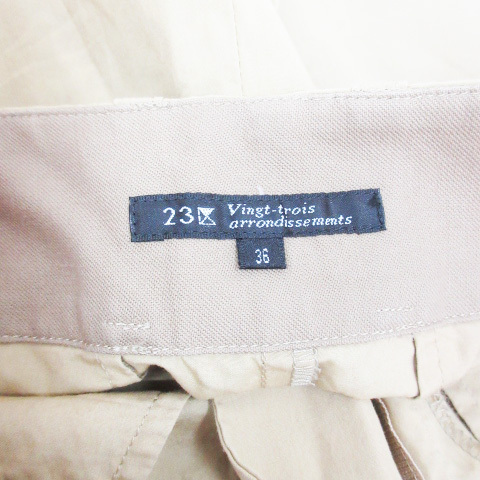 23区
Vingt-trois
arrondissements
36